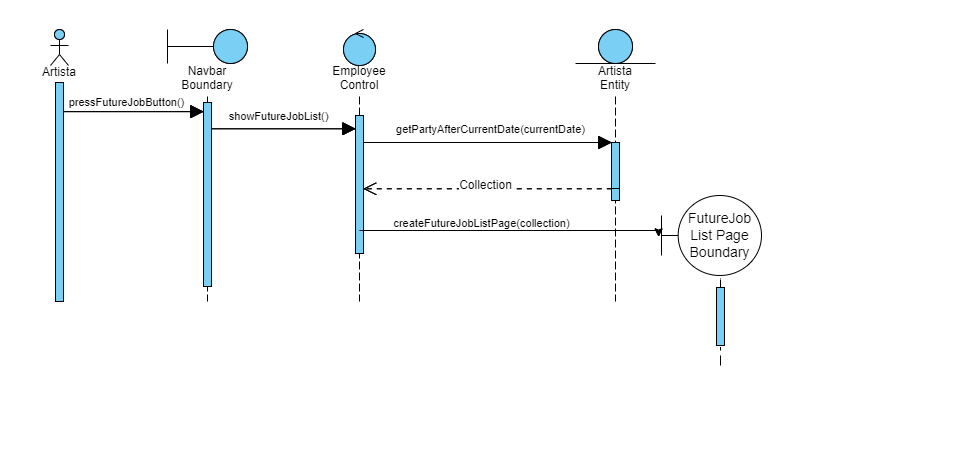 Artista
Navbar
Boundary
Employee
Control
Artista
Entity
pressFutureJobButton()
showFutureJobList()
getPartyAfterCurrentDate(currentDate)
Collection
createFutureJobListPage(collection)
FutureJob
List Page
Boundary